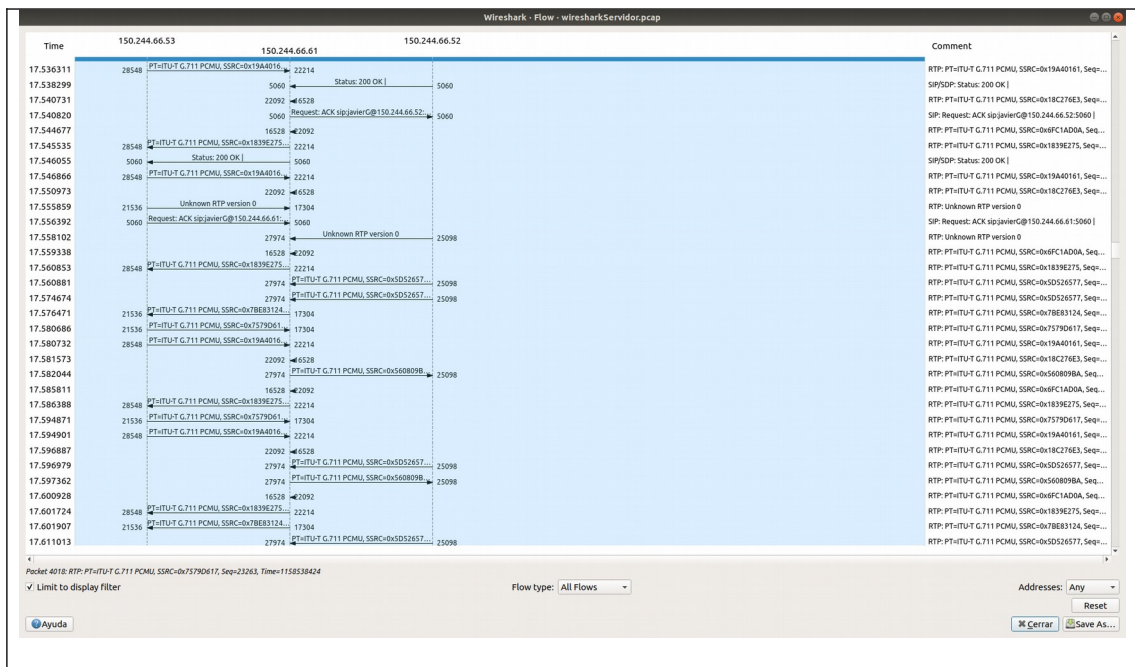 Wireshark - Flow - wiresharkServidor.pcap
Time 150.244.66.53 150.244.66.61 150.244.66.52 Comment
17.536311 28548 PT=ITU-T G.711 PCMU, SSRC=0x19A4016... 22214 RTP: PT=ITU-T G.711 PCMU, SSRC=0x19A40161, Seq=...
17.538299 5060 Status: 200 OK | 5060 SIP/SDP: Status: 200 OK |
17.540731 22092 16528 RTP: PT=ITU-T G.711 PCMU, SSRC=0x18C276E3, Seq=...
17.540820 5060 Request: ACK sip:javierG@150.244.66.52:... 5060 SIP: Request: ACK sip:javierG@150.244.66.52:5060 |
17.544677 16528 22092 RTP: PT=ITU-T G.711 PCMU, SSRC=0x6FC1AD0A, Seq...
17.545535 28548 PT=ITU-T G.711 PCMU, SSRC=0x1839E275... 22214 RTP: PT=ITU-T G.711 PCMU, SSRC=0x1839E275, Seq=...
17.546055 5060 Status: 200 OK | 5060 SIP/SDP: Status: 200 OK |
17.546866 28548 PT=ITU-T G.711 PCMU, SSRC=0x19A4016... 22214 RTP: PT=ITU-T G.711 PCMU, SSRC=0x19A40161, Seq=...
17.550973 22092 16528 RTP: PT=ITU-T G.711 PCMU, SSRC=0x18C276E3, Seq=...
17.555859 21536 Unknown RTP version 0 17304 RTP: Unknown RTP version 0
17.556392 5060 Request: ACK sip:javierG@150.244.66.61:... 5060 SIP: Request: ACK sip:javierG@150.244.66.61:5060 |
17.558102 27974 Unknown RTP version 0 25098 RTP: Unknown RTP version 0
17.559338 16528 22092 RTP: PT=ITU-T G.711 PCMU, SSRC=0x6FC1AD0A, Seq...
17.560853 28548 PT=ITU-T G.711 PCMU, SSRC=0x1839E275... 22214 RTP: PT=ITU-T G.711 PCMU, SSRC=0x1839E275, Seq=...
17.560881 27974 PT=ITU-T G.711 PCMU, SSRC=0x5D52657... 25098 RTP: PT=ITU-T G.711 PCMU, SSRC=0x5D526577, Seq=...
17.574674 27974 PT=ITU-T G.711 PCMU, SSRC=0x5D52657... 25098 RTP: PT=ITU-T G.711 PCMU, SSRC=0x5D526577, Seq=...
17.576471 21536 PT=ITU-T G.711 PCMU, SSRC=0x7BE83124... 17304 RTP: PT=ITU-T G.711 PCMU, SSRC=0x7BE83124, Seq=...
17.580686 21536 PT=ITU-T G.711 PCMU, SSRC=0x7579D61... 17304 RTP: PT=ITU-T G.711 PCMU, SSRC=0x7579D617, Seq=...
17.580732 28548 PT=ITU-T G.711 PCMU, SSRC=0x19A4016... 22214 RTP: PT=ITU-T G.711 PCMU, SSRC=0x19A40161, Seq=...
17.581573 22092 16528 RTP: PT=ITU-T G.711 PCMU, SSRC=0x18C276E3, Seq=...
17.582044 27974 PT=ITU-T G.711 PCMU, SSRC=0x560809B... 25098 RTP: PT=ITU-T G.711 PCMU, SSRC=0x560809BA, Seq...
17.585811 16528 22092 RTP: PT=ITU-T G.711 PCMU, SSRC=0x6FC1AD0A, Seq...
17.586388 28548 PT=ITU-T G.711 PCMU, SSRC=0x1839E275... 22214 RTP: PT=ITU-T G.711 PCMU, SSRC=0x1839E275, Seq=...
17.594871 21536 PT=ITU-T G.711 PCMU, SSRC=0x7579D61... 17304 RTP: PT=ITU-T G.711 PCMU, SSRC=0x7579D617, Seq=...
17.594901 28548 PT=ITU-T G.711 PCMU, SSRC=0x19A4016... 22214 RTP: PT=ITU-T G.711 PCMU, SSRC=0x19A40161, Seq=...
17.596887 22092 16528 RTP: PT=ITU-T G.711 PCMU, SSRC=0x18C276E3, Seq=...
17.596979 27974 PT=ITU-T G.711 PCMU, SSRC=0x5D52657... 25098 RTP: PT=ITU-T G.711 PCMU, SSRC=0x5D526577, Seq=...
17.597362 27974 PT=ITU-T G.711 PCMU, SSRC=0x560809B... 25098 RTP: PT=ITU-T G.711 PCMU, SSRC=0x560809BA, Seq...
17.600928 16528 22092 RTP: PT=ITU-T G.711 PCMU, SSRC=0x6FC1AD0A, Seq...
17.601724 28548 PT=ITU-T G.711 PCMU, SSRC=0x1839E275... 22214 RTP: PT=ITU-T G.711 PCMU, SSRC=0x1839E275, Seq=...
17.601907 21536 PT=ITU-T G.711 PCMU, SSRC=0x7BE83124... 17304 RTP: PT=ITU-T G.711 PCMU, SSRC=0x7BE83124, Seq=...
17.611013 27974 PT=ITU-T G.711 PCMU, SSRC=0x5D52657... 25098 RTP: PT=ITU-T G.711 PCMU, SSRC=0x5D526577, Seq=...
Packet 4018: RTP: PT=ITU-T G.711 PCMU, SSRC=0x7579D617, Seq=23263, Time=1158538424
Limit to display filter Flow type: All Flows Addresses: Any
Reset
Ayuda Cerrar Save As...